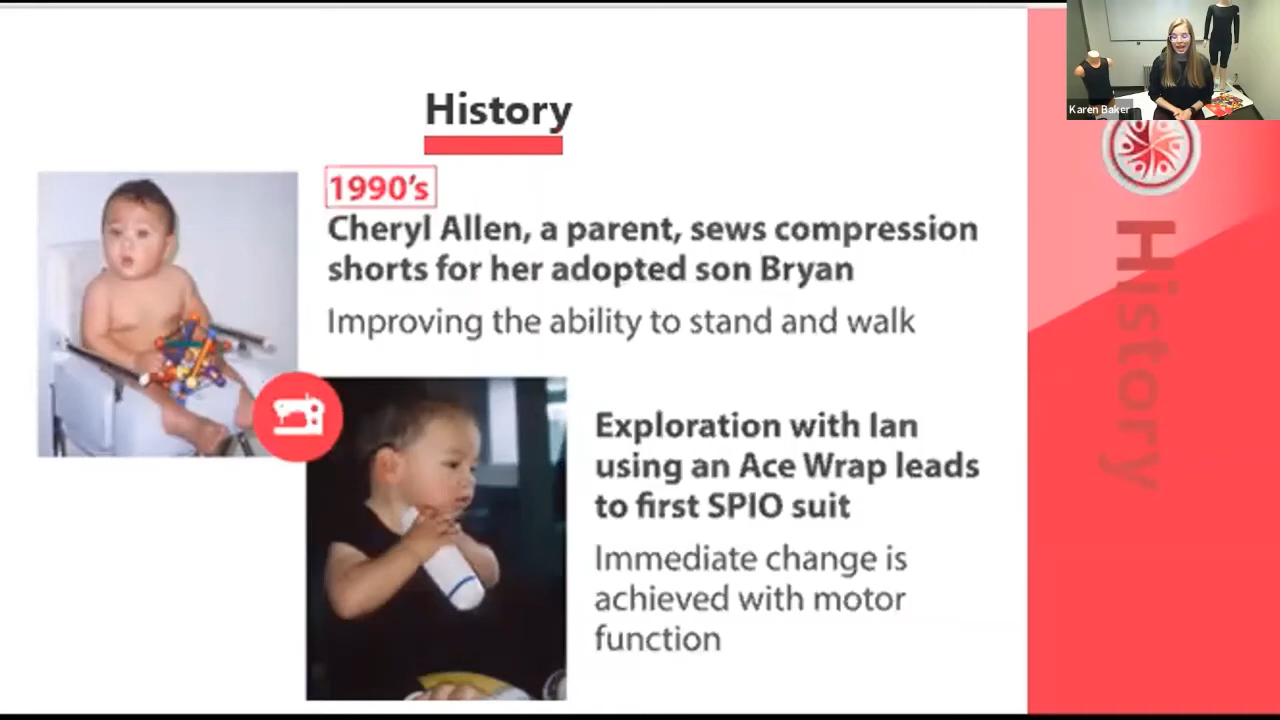 History
1990's
Cheryl Allen, a parent, sews compression
shorts for her adopted son Bryan
Improving the ability to stand and walk
Exploration with Ian
using an Ace Wrap leads
to first SPIO suit
Immediate change is
achieved with motor
function
Karen Baker
History